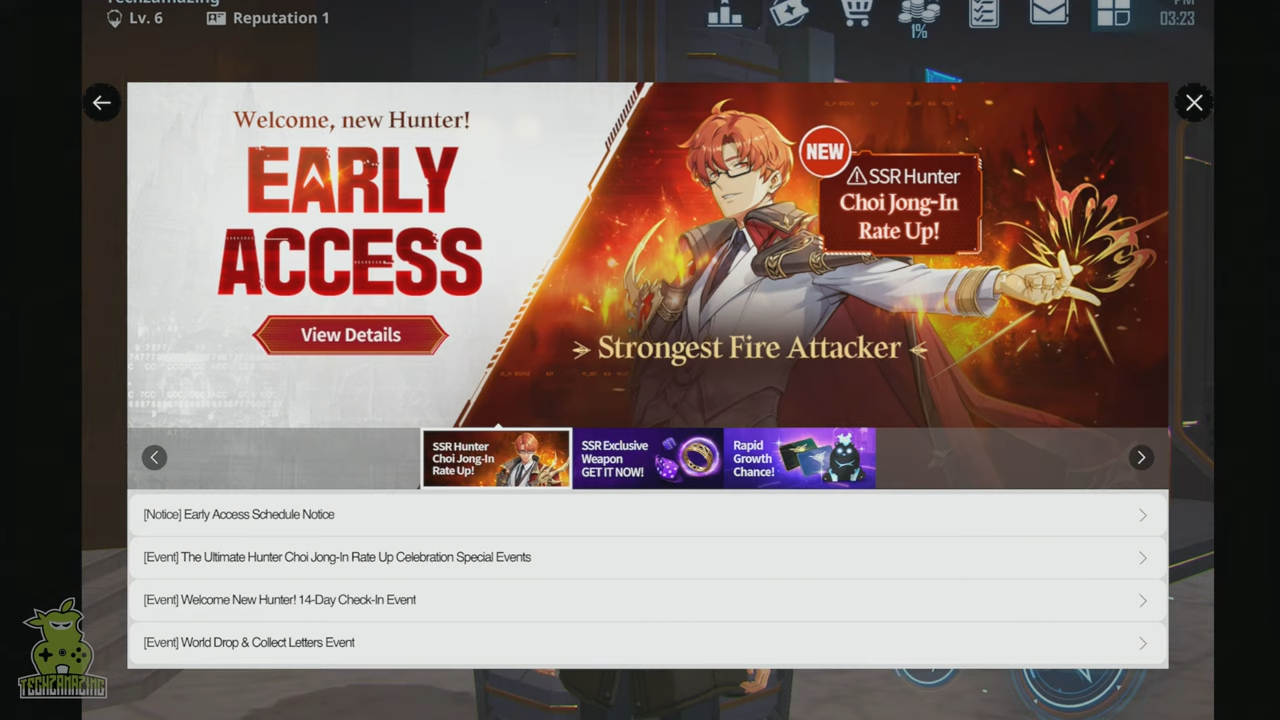 Techzamazing
Lv. 6
Reputation 1
1%
PM
03:23
Welcome, new Hunter!
EARLY
ACCESS
View Details
NEW
SSR Hunter
Choi Jong-In
Rate Up!
Strongest Fire Attacker
SSR Hunter
Choi Jong-In
Rate Up!
SSR Exclusive
Weapon
GET IT NOW!
Rapid
Growth
Chance!
[Notice] Early Access Schedule Notice
[Event] The Ultimate Hunter Choi Jong-In Rate Up Celebration Special Events
[Event] Welcome New Hunter! 14-Day Check-In Event
[Event] World Drop & Collect Letters Event
TECHZAMAZING